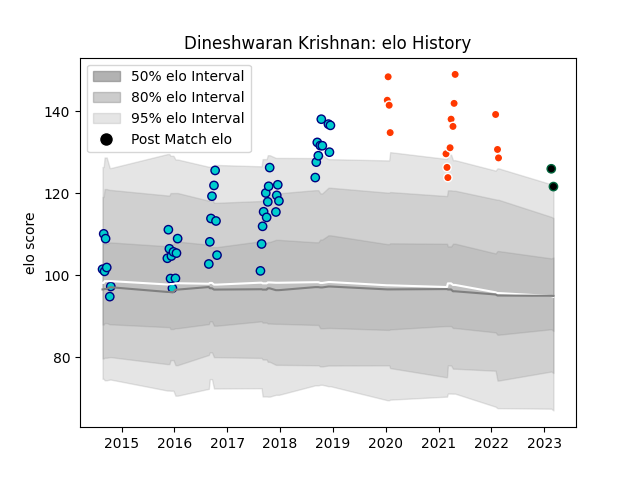 Dineshwaran Krishnan: elo History
50% elo Interval
80% elo Interval
95% elo Interval
Post Match elo
elo score
140
120
100
80
2015 2016 2017 2018 2019 2020 2021 2022 2023